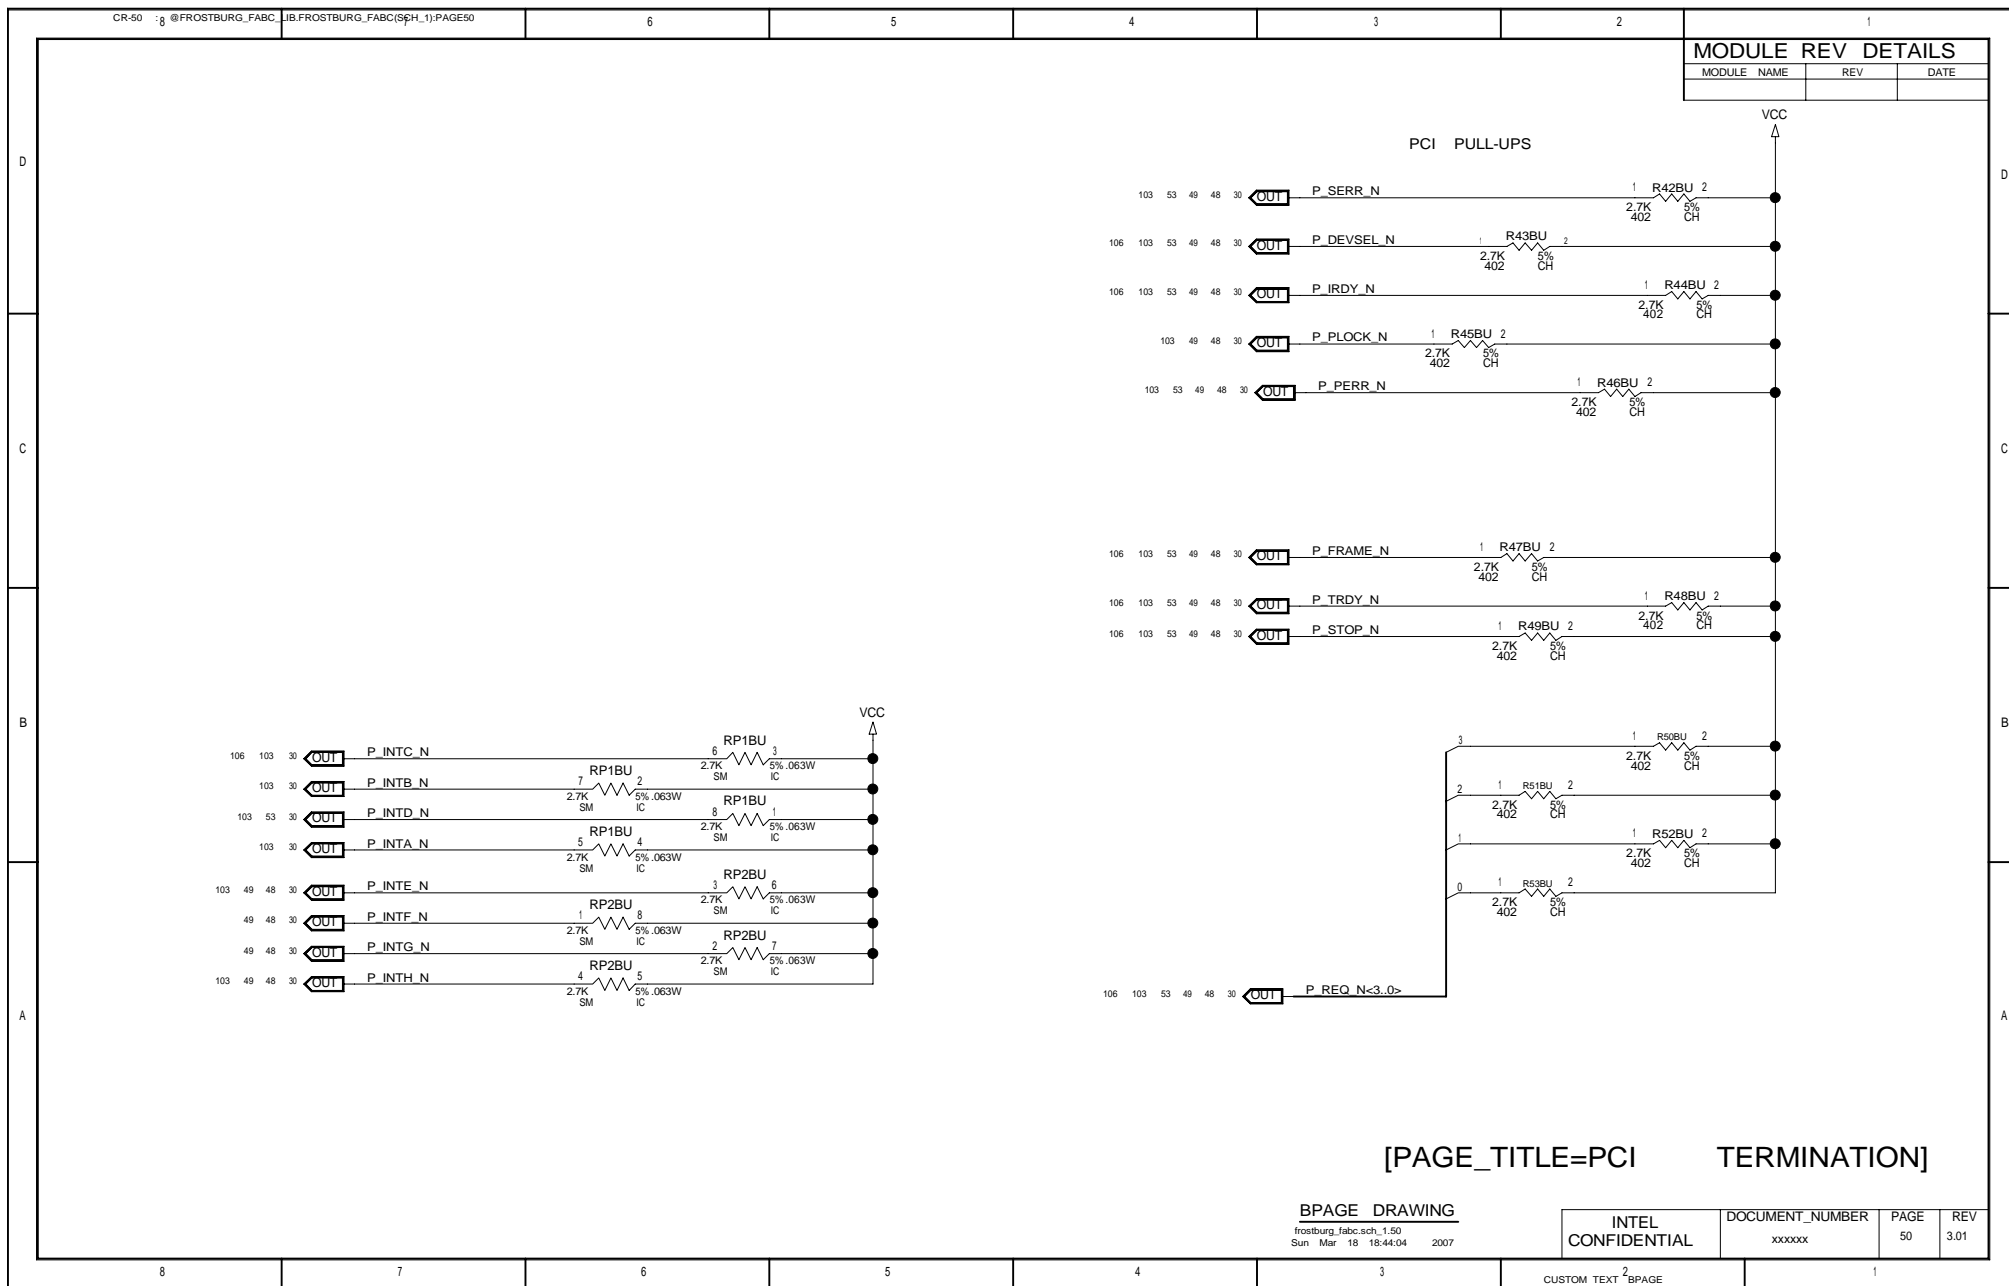 CR-50 : @FROSTBURG_FABC_LIB.FROSTBURG_FABC(SCH_1):PAGE50
8 7 6 5 4 3 2 1
MODULE REV DETAILS
MODULE NAME REV DATE
VCC
PCI PULL-UPS
D D
103 53 49 48 30 OUT P_SERR_N 1 R42BU 2
2.7K 5%
402 CH
106 103 53 49 48 30 OUT P_DEVSEL_N 1 R43BU 2
2.7K 5%
402 CH
106 103 53 49 48 30 OUT P_IRDY_N 1 R44BU 2
2.7K 5%
402 CH
103 49 48 30 OUT P_PLOCK_N 1 R45BU 2
2.7K 5%
402 CH
103 53 49 48 30 OUT P_PERR_N 1 R46BU 2
2.7K 5%
402 CH
C C
106 103 53 49 48 30 OUT P_FRAME_N 1 R47BU 2
2.7K 5%
402 CH
106 103 53 49 48 30 OUT P_TRDY_N 1 R48BU 2
2.7K 5%
402 CH
106 103 53 49 48 30 OUT P_STOP_N 1 R49BU 2
2.7K 5%
402 CH
B B
VCC
106 103 30 OUT P_INTC_N 6 RP1BU 3
2.7K 5% .063W
SM IC
103 30 OUT P_INTB_N 7 RP1BU 2
2.7K 5% .063W
SM IC
103 53 30 OUT P_INTD_N 8 RP1BU 1
2.7K 5% .063W
SM IC
103 30 OUT P_INTA_N 5 RP1BU 4
2.7K 5% .063W
SM IC
103 49 48 30 OUT P_INTE_N 3 RP2BU 6
2.7K 5% .063W
SM IC
49 48 30 OUT P_INTF_N 1 RP2BU 8
2.7K 5% .063W
SM IC
49 48 30 OUT P_INTG_N 2 RP2BU 7
2.7K 5% .063W
SM IC
103 49 48 30 OUT P_INTH_N 4 RP2BU 5
2.7K 5% .063W
SM IC
3 1 R50BU 2
2.7K 5%
402 CH
2 1 R51BU 2
2.7K 5%
402 CH
1 1 R52BU 2
2.7K 5%
402 CH
0 1 R53BU 2
2.7K 5%
402 CH
106 103 53 49 48 30 OUT P_REQ_N<3..0>
A A
[PAGE_TITLE=PCI TERMINATION]
BPAGE DRAWING
frostburg_fabc.sch_1.50
Sun Mar 18 18:44:04 2007
INTEL
CONFIDENTIAL
DOCUMENT_NUMBER PAGE REV
xxxxxx 50 3.01
8 7 6 5 4 3 2 1
CUSTOM TEXT BPAGE